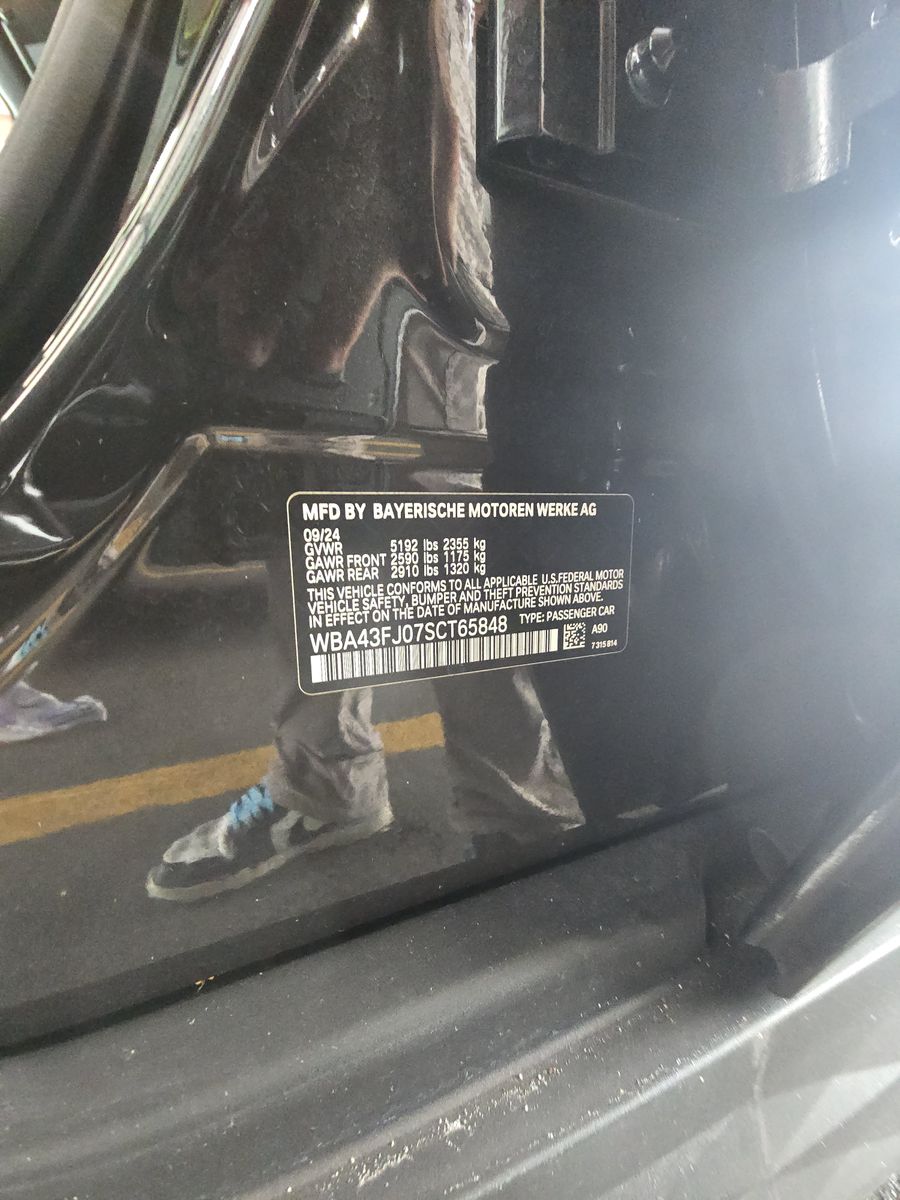 MFD BY BAYERISCHE MOTOREN WERKE AG
09/24
GVWR 5192 lbs 2355 kg
GAWR FRONT 2590 lbs 1175 kg
GAWR REAR 2910 lbs 1320 kg
THIS VEHICLE CONFORMS TO ALL APPLICABLE U.S.FEDERAL MOTOR
VEHICLE SAFETY, BUMPER AND THEFT PREVENTION STANDARDS
IN EFFECT ON THE DATE OF MANUFACTURE SHOWN ABOVE.
WBA43FJ07SCT65848 TYPE: PASSENGER CAR
A90
7315814